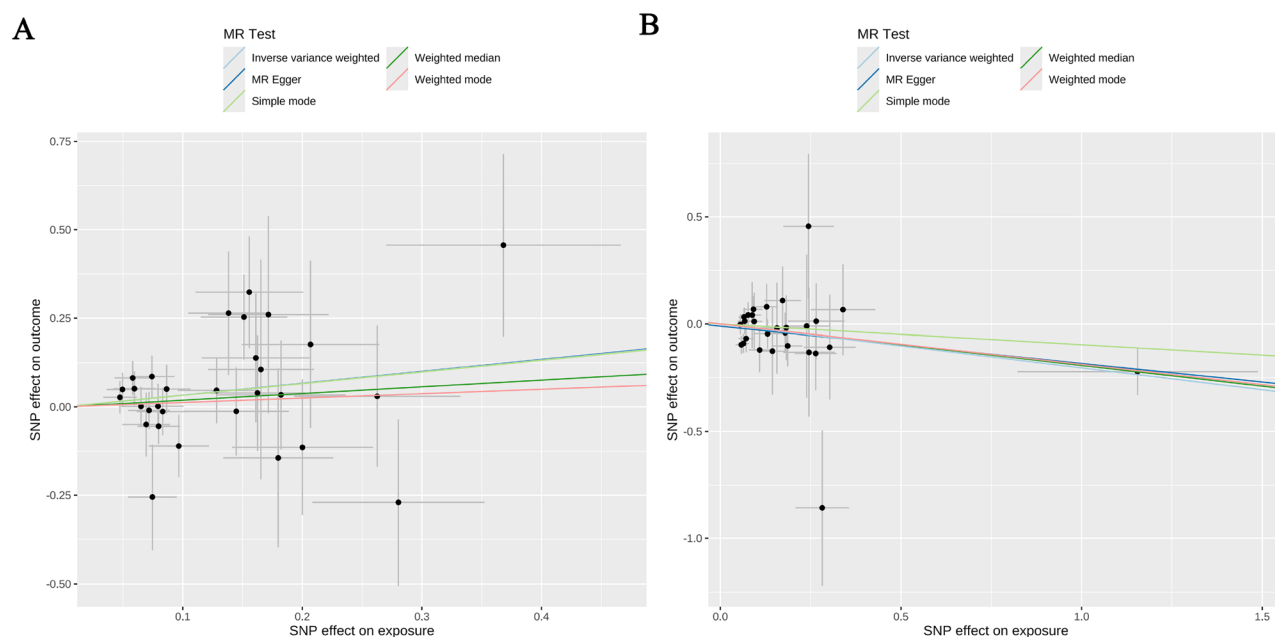 A
MR Test
Inverse variance weighted
Weighted median
MR Egger
Weighted mode
Simple mode
0.75
0.50
0.25
0.00
-0.25
-0.50
SNP effect on outcome
0.1
0.2
0.3
0.4
SNP effect on exposure
B
MR Test
Inverse variance weighted
Weighted median
MR Egger
Weighted mode
Simple mode
0.5
0.0
-0.5
-1.0
SNP effect on outcome
0.0
0.5
1.0
1.5
SNP effect on exposure